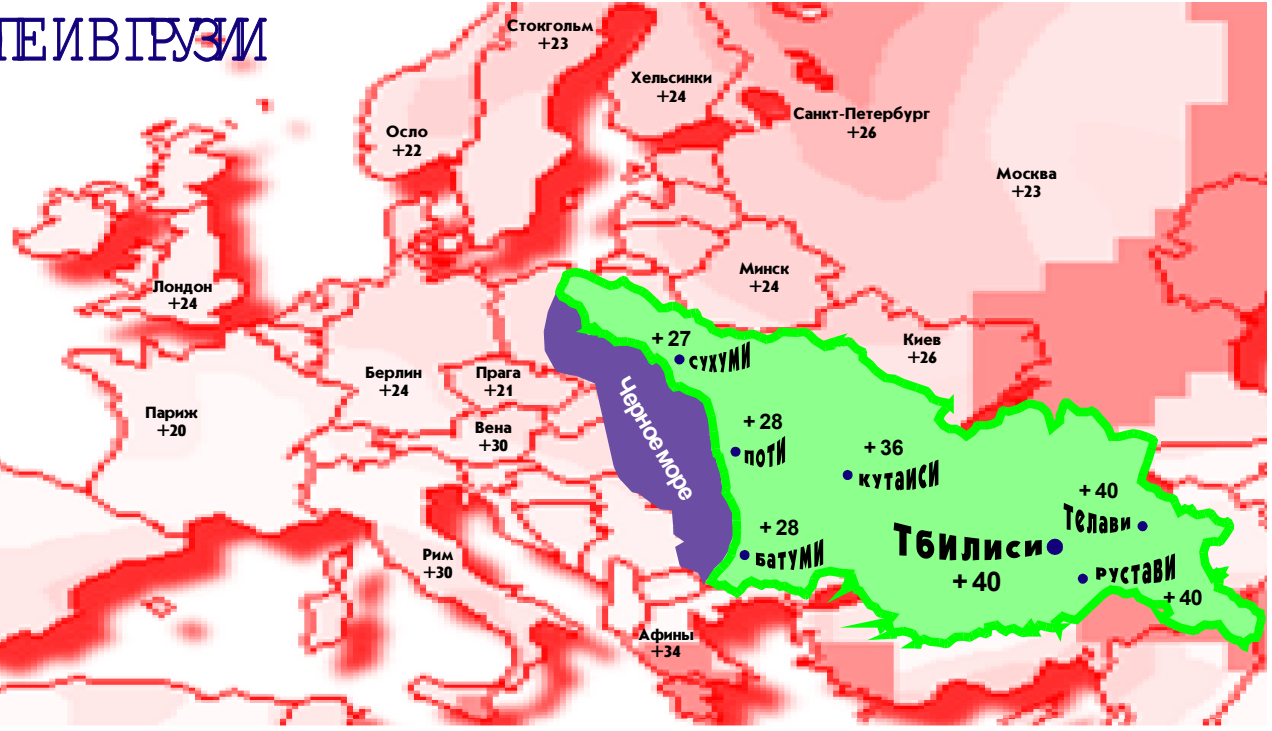 ПЕ И В ГРУЗИИ
Стокгольм
+23
Хельсинки
+24
Санкт-Петербург
+26
Осло
+22
Москва
+23
Минск
+24
Лондон
+24
+ 27
СУХУМИ
Киев
+26
Берлин
+24
Прага
+21
Париж
+20
Вена
+30
Черное море
+ 28
ПОТИ
+ 36
КУТАИСИ
+ 40
Телави
+ 28
БАТУМИ
Тбилиси
+ 40
РУСТАВИ
+ 40
Рим
+30
Афины
+34